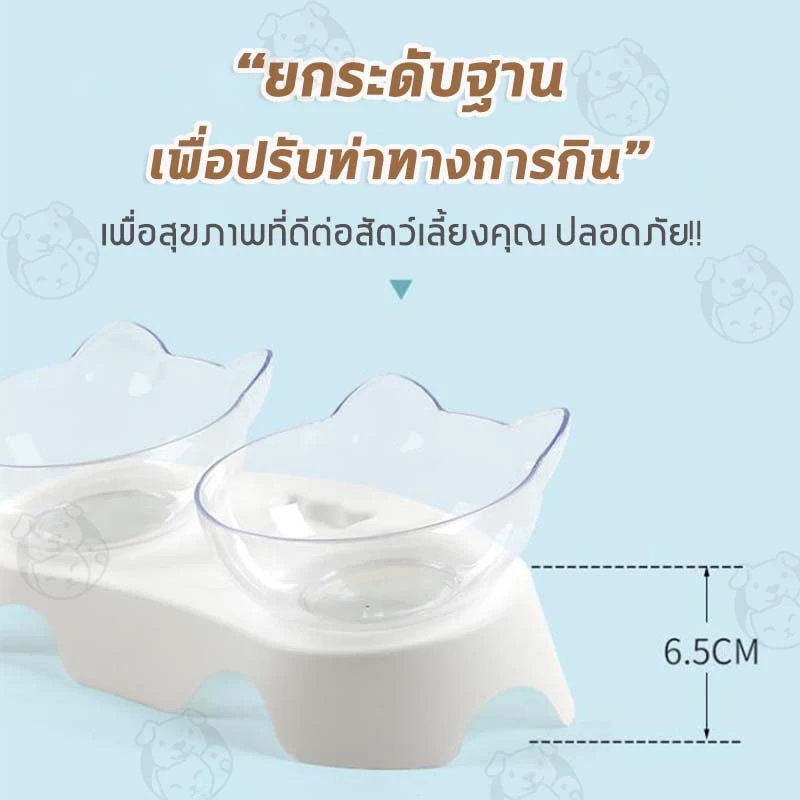 “ยกระดับฐาน
เพื่อปรับท่าทางการกิน”
เพื่อสุขภาพที่ดีต่อสัตว์เลี้ยงคุณ ปลอดภัย!!
6.5CM